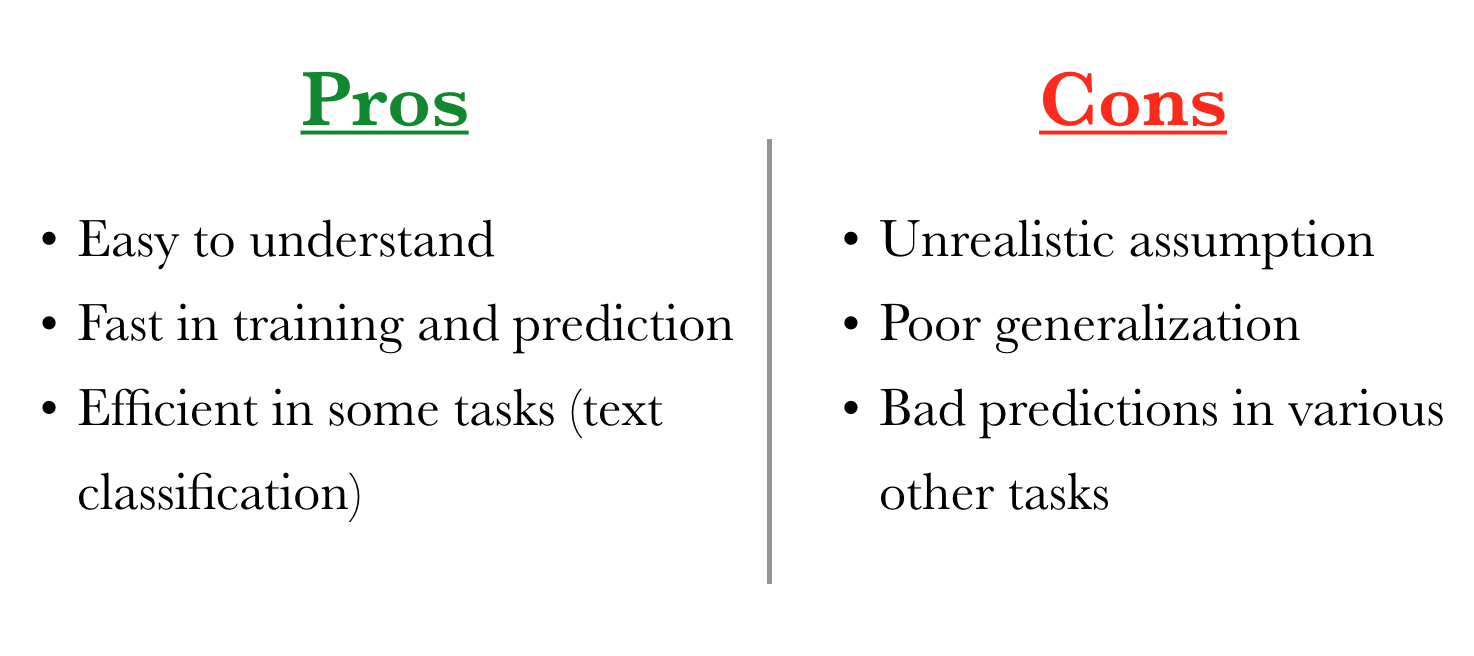 Pros
• Easy to understand
• Fast in training and prediction
• Efficient in some tasks (text
classification)
Cons
• Unrealistic assumption
• Poor generalization
• Bad predictions in various
other tasks